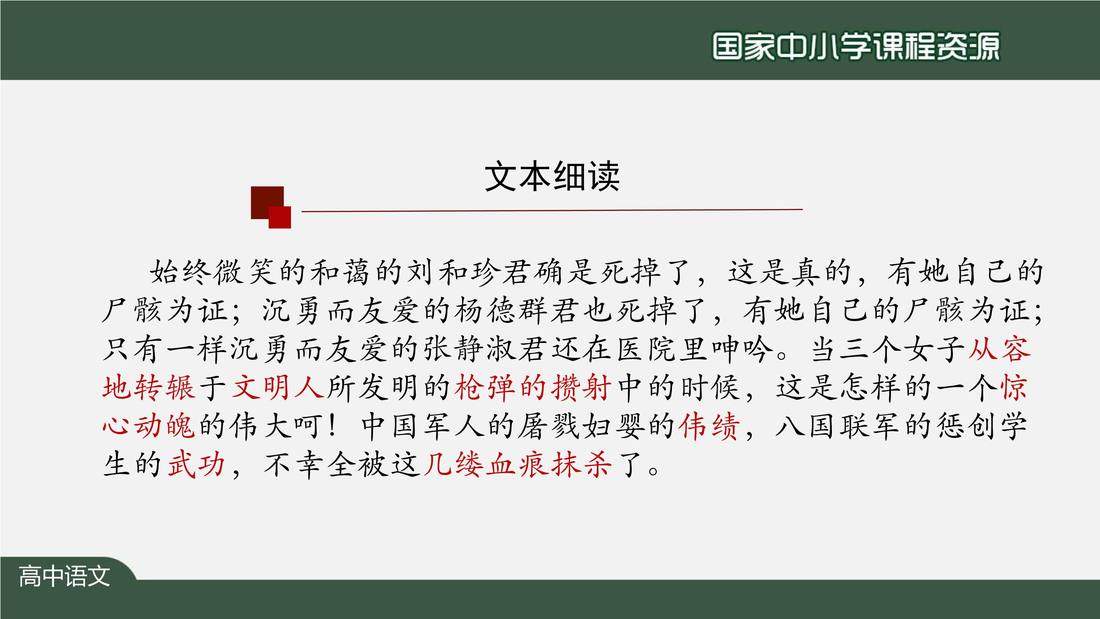 国家中小学课程资源
文本细读
始终微笑的和蔼的刘和珍君确是死掉了，这是真的，有她自己的
尸骸为证；沉勇而友爱的杨德群君也死掉了，有她自己的尸骸为证；
只有一样沉勇而友爱的张静淑君还在医院里呻吟。当三个女子从容
地转辗于文明人所发明的枪弹的攒射中的时候，这是怎样的一个惊
心动魄的伟大呵！中国军人的屠戮妇婴的伟绩，八国联军的惩创学
生的武功，不幸全被这几缕血痕抹杀了。
高中语文